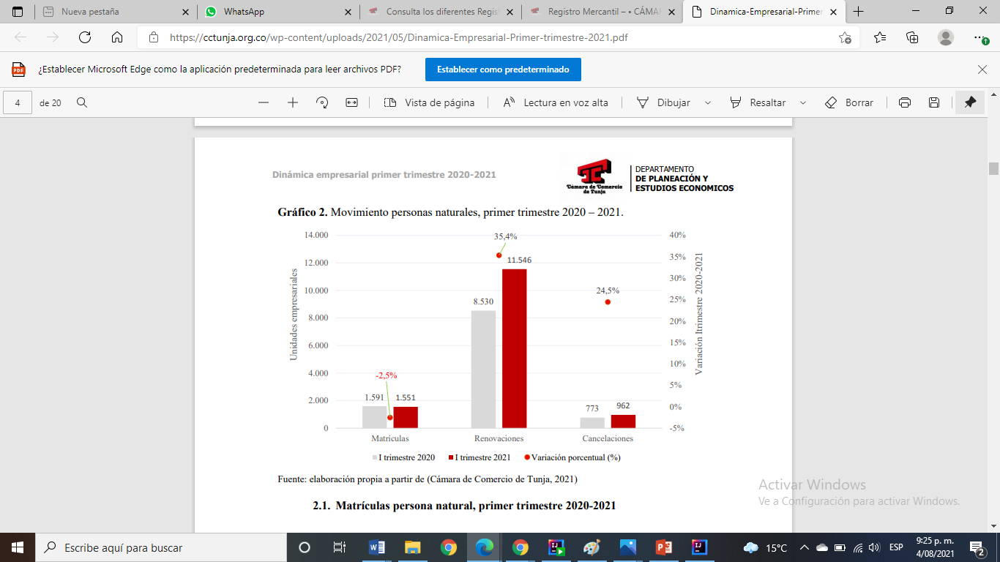 Nueva pestaña
WhatsApp
Consulta los diferentes Regist
Registro Mercantil – • CÁMAR
Dinamica-Empresarial-Primer-
https://cctunja.org.co/wp-content/uploads/2021/05/Dinamica-Empresarial-Primer-trimestre-2021.pdf
PDF
¿Establecer Microsoft Edge como la aplicación predeterminada para leer archivos PDF?
Establecer como predeterminado
4 de 20
Vista de página
Lectura en voz alta
Dibujar
Resaltar
Borrar
Dinámica empresarial primer trimestre 2020-2021
Cámara de Comercio
de Tunja
DEPARTAMENTO
DE PLANEACIÓN Y
ESTUDIOS ECONOMICOS
Gráfico 2. Movimiento personas naturales, primer trimestre 2020 – 2021.
Unidades empresariales
14.000
12.000
10.000
8.000
6.000
4.000
2.000
0
35,4%
11.546
8.530
24,5%
-2,5%
1.591
1.551
773
962
40%
35%
30%
25%
20%
15%
10%
5%
0%
-5%
Variación Itrimestre 2020-2021
Matrículas
Renovaciones
Cancelaciones
I trimestre 2020
I trimestre 2021
Variación porcentual (%)
Fuente: elaboración propia a partir de (Cámara de Comercio de Tunja, 2021)
2.1. Matrículas persona natural, primer trimestre 2020-2021
Activar Windows
Ve a Configuración para activar Windows.
Escribe aquí para buscar
15°C
ESP
9:25 p. m.
4/08/2021
2